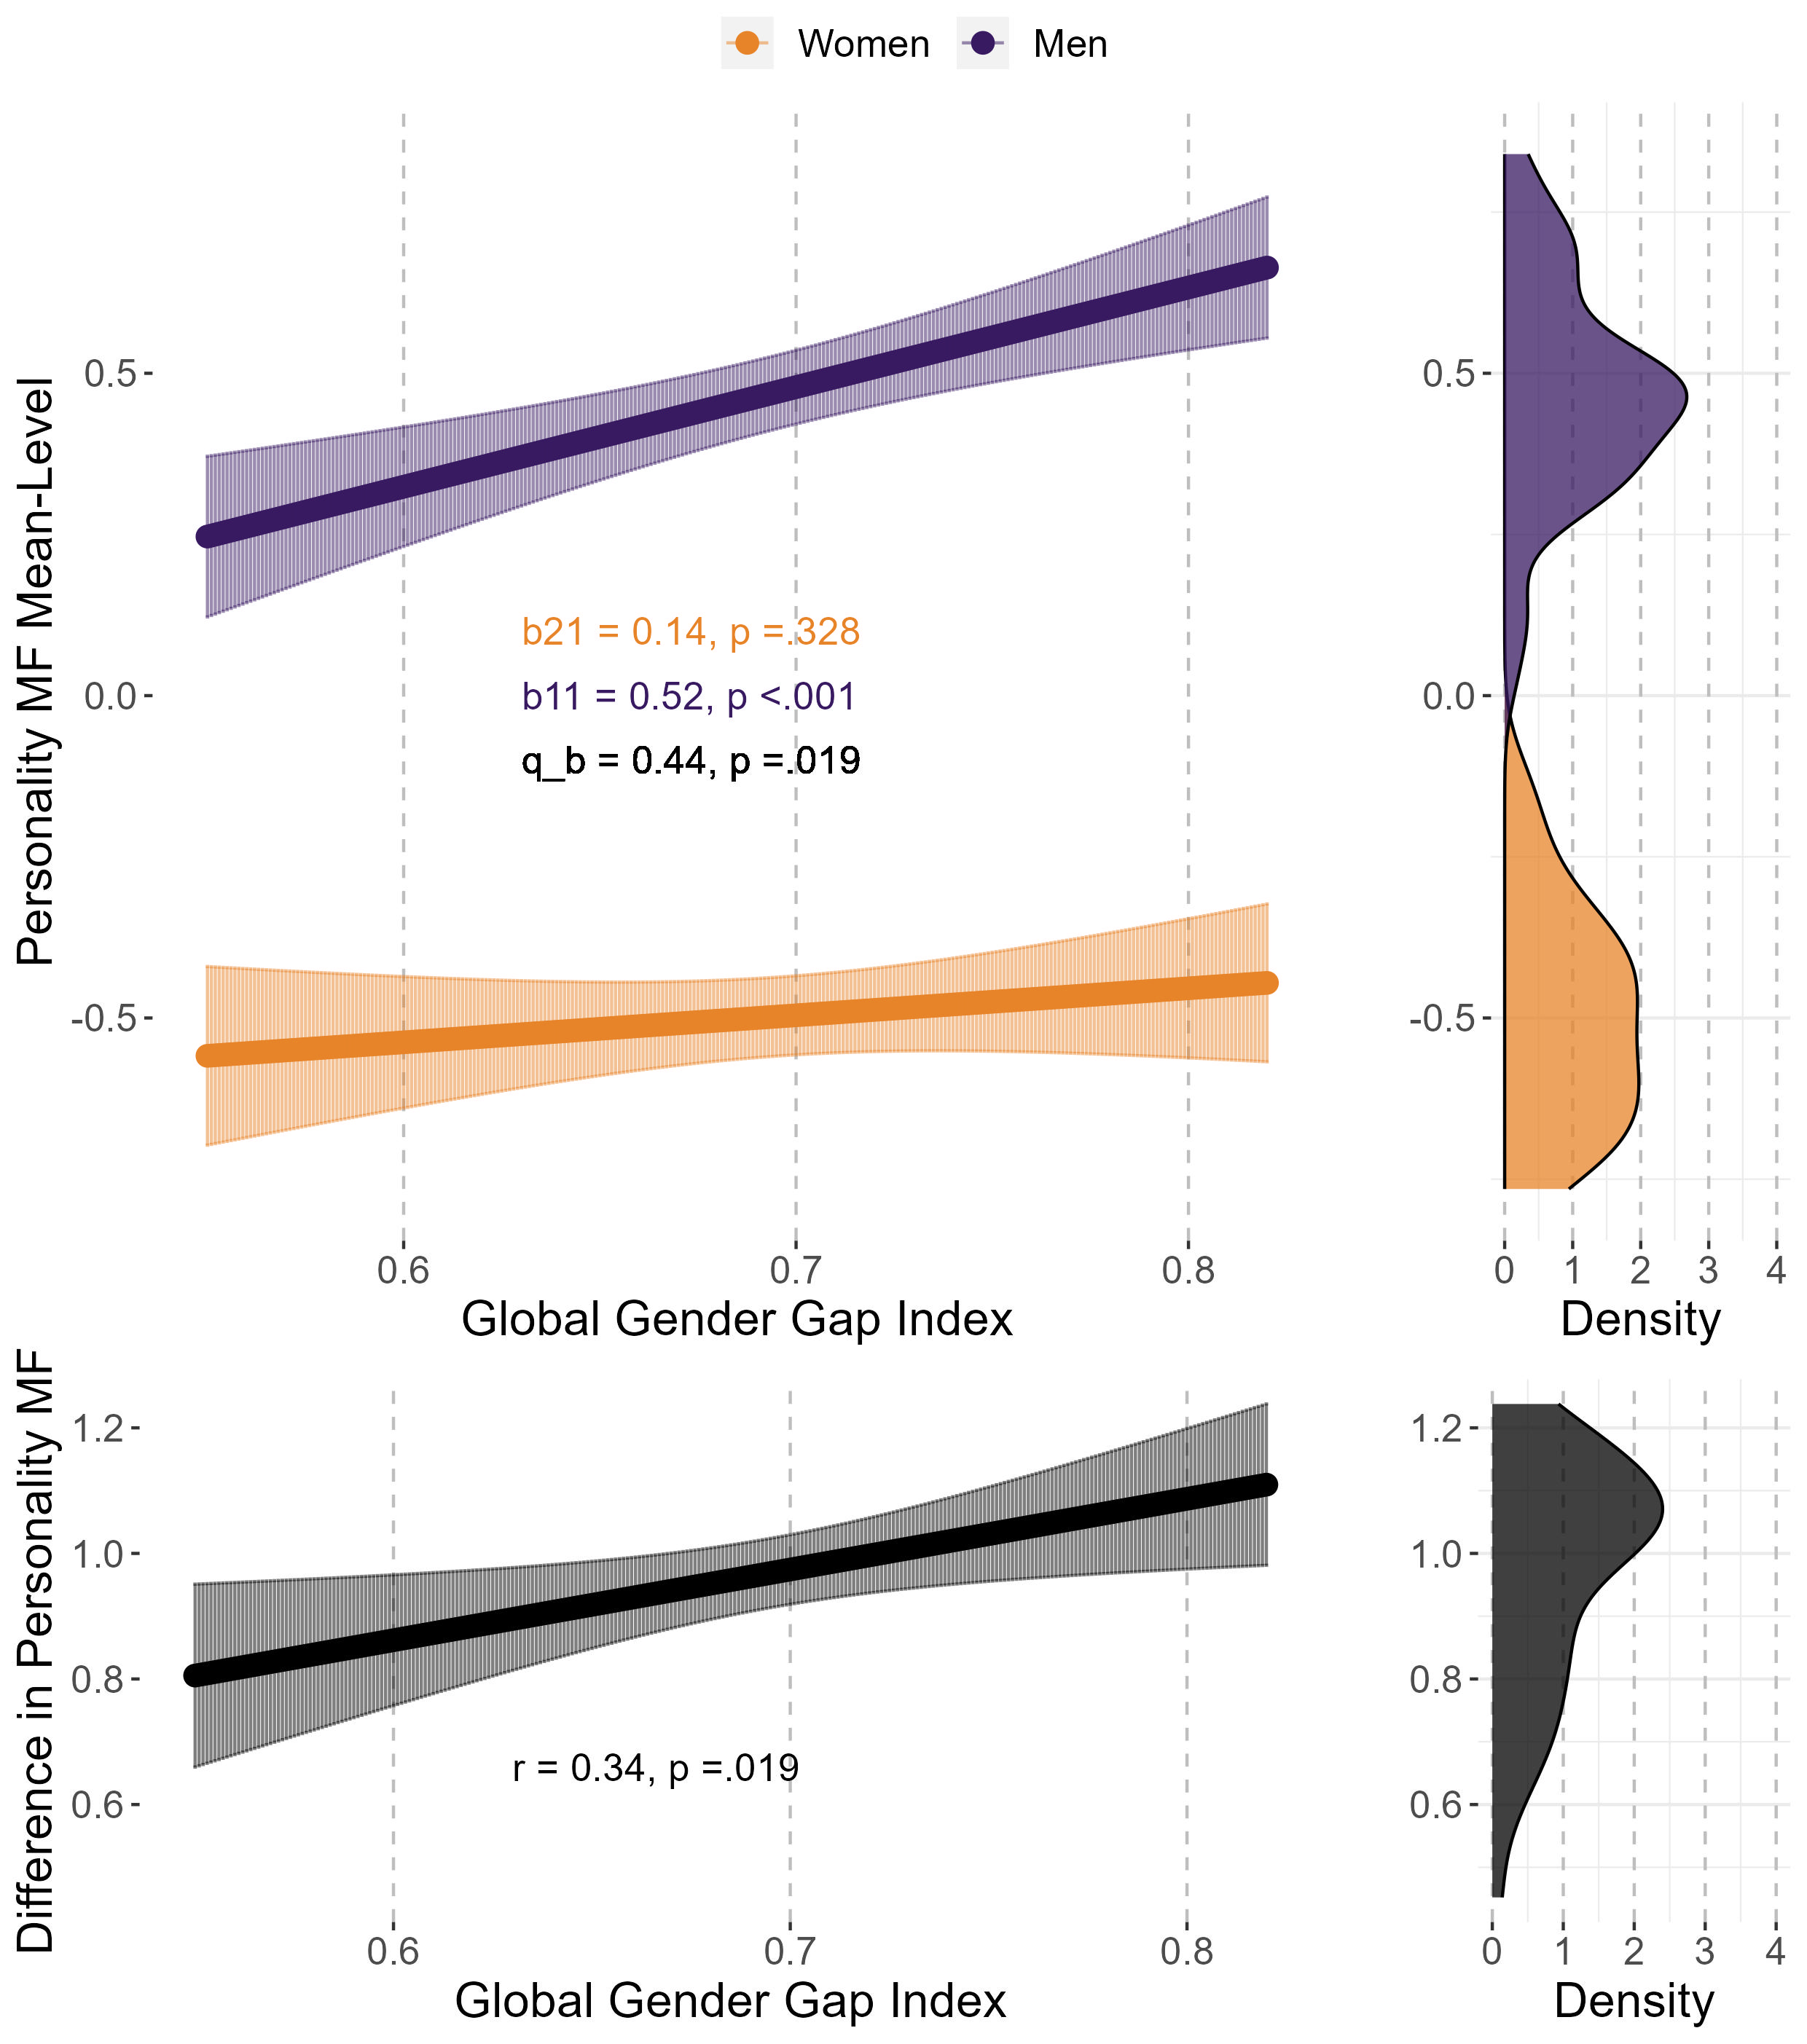 Women Men
Personality MF Mean-Level
0.5
0.0
-0.5
b21 = 0.14, p =.328
b11 = 0.52, p <.001
q_b = 0.44, p =.019
0.6 0.7 0.8
Global Gender Gap Index
0.5
0.0
-0.5
0 1 2 3 4
Density
Difference in Personality MF
1.2
1.0
0.8
0.6
r = 0.34, p =.019
0.6 0.7 0.8
Global Gender Gap Index
1.2
1.0
0.8
0.6
0 1 2 3 4
Density